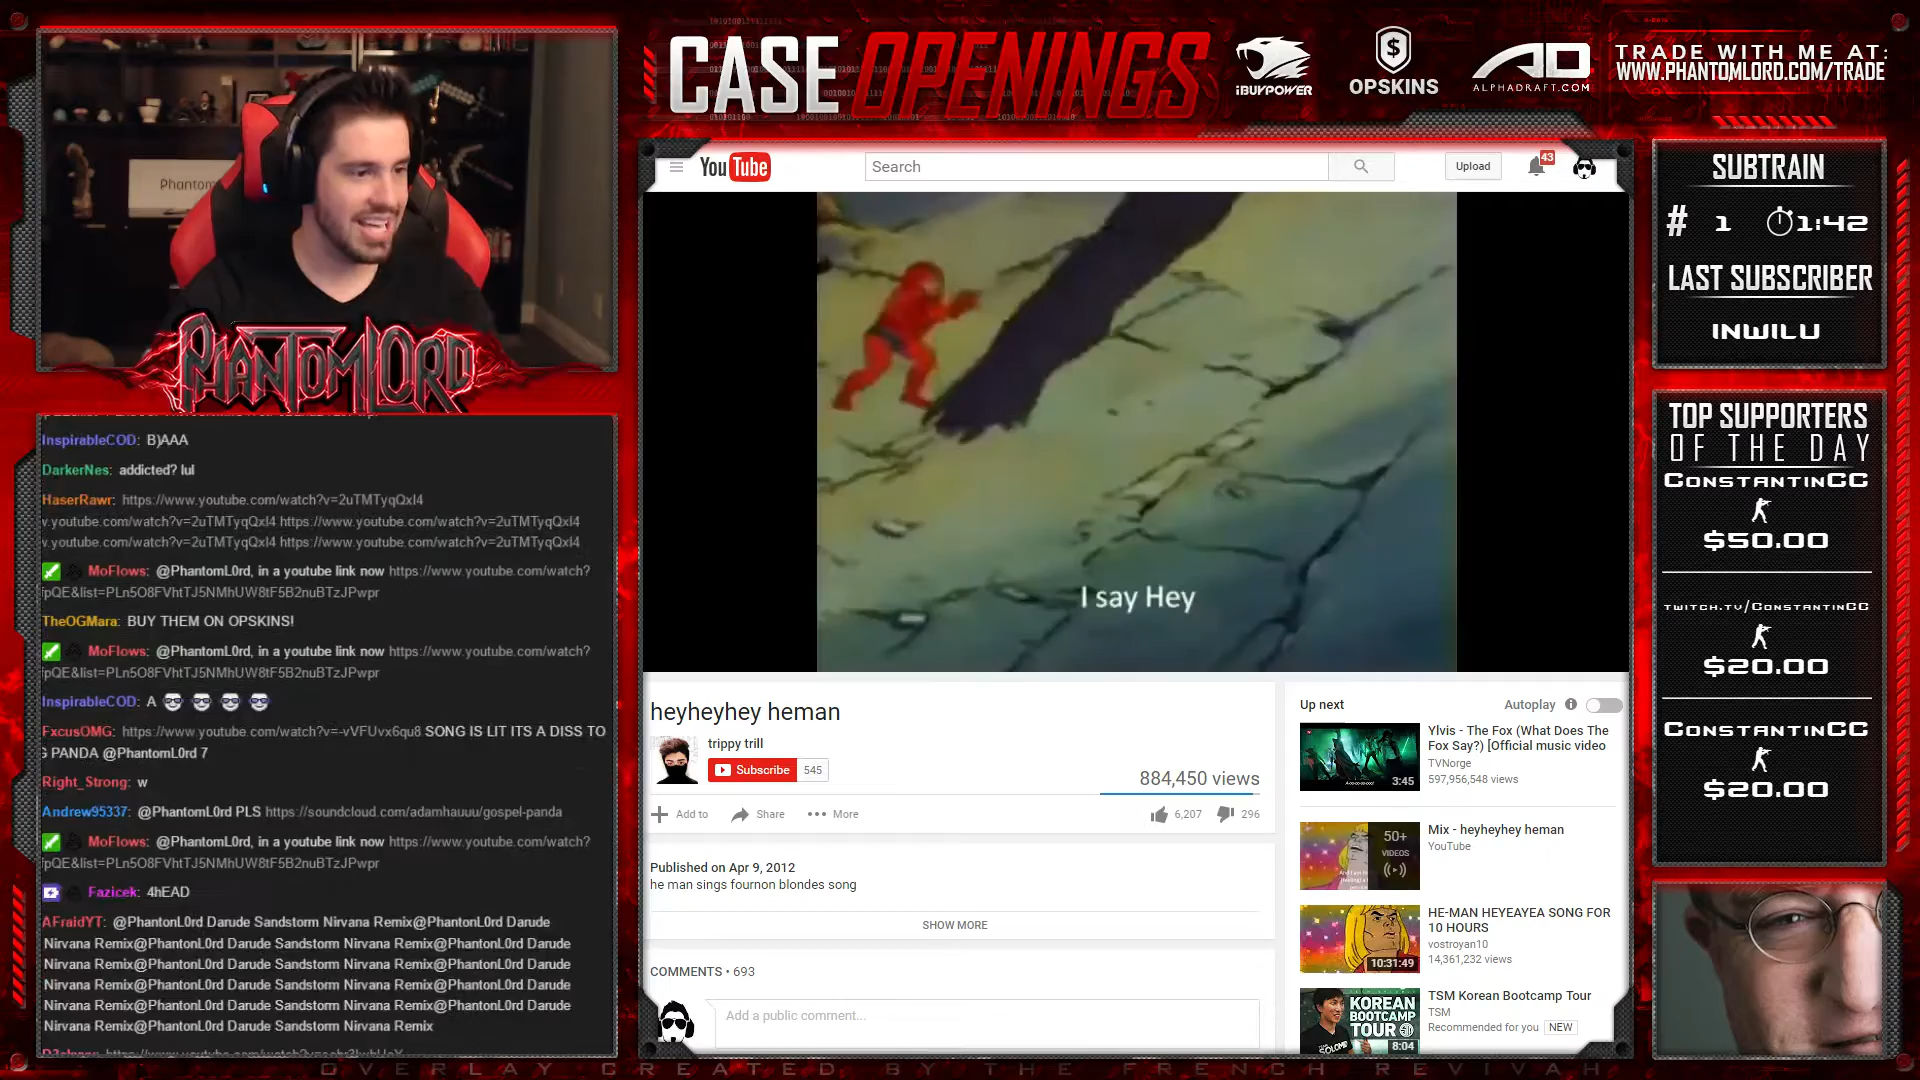 CASE OPENINGS
iBUYPOWER
OPSKINS
ALPHADRAFT.COM
TRADE WITH ME AT:
WWW.PHANTOMLORD.COM/TRADE
Phantom
PHANTOMLORD
InspirableCOD: B)AAA
DarkerNes: addicted? lul
HaserRawr: https://www.youtube.com/watch?v=2uTMTyqQxI4
v.youtube.com/watch?v=2uTMTyqQxI4 https://www.youtube.com/watch?v=2uTMTyqQxI4
v.youtube.com/watch?v=2uTMTyqQxI4 https://www.youtube.com/watch?v=2uTMTyqQxI4
MoFlows: @PhantomL0rd, in a youtube link now https://www.youtube.com/watch?
fpQE&list=PLn5O8FVhtTJ5NMhUW8tF5B2nuBTzJPwpr
TheOGMara: BUY THEM ON OPSKINS!
MoFlows: @PhantomL0rd, in a youtube link now https://www.youtube.com/watch?
fpQE&list=PLn5O8FVhtTJ5NMhUW8tF5B2nuBTzJPwpr
InspirableCOD: A
FxcusOMG: https://www.youtube.com/watch?v=-vVFUvx6qu8 SONG IS LIT ITS A DISS TO
PANDA @PhantomL0rd 7
Right_Strong: w
Andrew95337: @PhantomL0rd PLS https://soundcloud.com/adamhauuu/gospel-panda
MoFlows: @PhantomL0rd, in a youtube link now https://www.youtube.com/watch?
fpQE&list=PLn5O8FVhtTJ5NMhUW8tF5B2nuBTzJPwpr
Fazicek: 4hEAD
AFraidYT: @PhantonL0rd Darude Sandstorm Nirvana Remix@PhantonL0rd Darude
Nirvana Remix@PhantonL0rd Darude Sandstorm Nirvana Remix@PhantonL0rd Darude
Nirvana Remix@PhantonL0rd Darude Sandstorm Nirvana Remix@PhantonL0rd Darude
Nirvana Remix@PhantonL0rd Darude Sandstorm Nirvana Remix@PhantonL0rd Darude
Nirvana Remix@PhantonL0rd Darude Sandstorm Nirvana Remix@PhantonL0rd Darude
Nirvana Remix@PhantonL0rd Darude Sandstorm Nirvana Remix
YouTube
Search
Upload
43
I say Hey
heyheyhey heman
trippy trill
Subscribe 545
884,450 views
Add to Share More
6,207 296
Published on Apr 9, 2012
he man sings fournon blondes song
SHOW MORE
COMMENTS • 693
Add a public comment...
Up next
Autoplay
Ylvis - The Fox (What Does The
Fox Say?) [Official music video
TVNorge
597,956,548 views
3:45
50+
VIDEOS
Mix - heyheyhey heman
YouTube
HE-MAN HEYEAYEA SONG FOR
10 HOURS
vostroyan10
14,361,232 views
10:31:49
KOREAN
BOOTCAMP
TOUR
8:04
TSM Korean Bootcamp Tour
TSM
Recommended for you NEW
SUBTRAIN
# 1 1:42
LAST SUBSCRIBER
INWILU
TOP SUPPORTERS
OF THE DAY
ConstantinCC
$50.00
twitch.tv/ConstantinCC
$20.00
ConstantinCC
$20.00
OVERLAY CREATED BY THE FRENCH REVIVAH